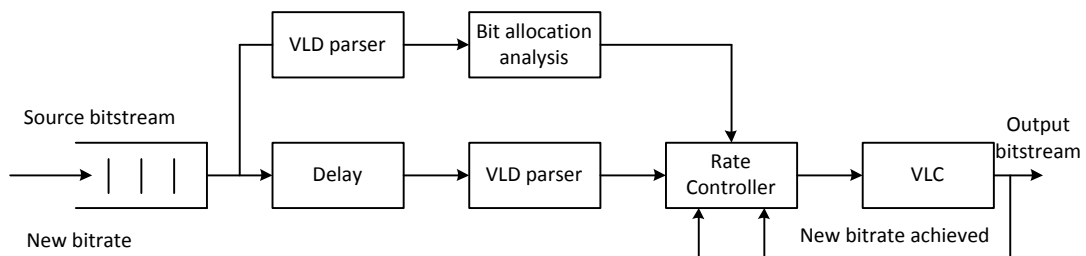 VLD parser
Bit allocation
analysis
Source bitstream
Output
bitstream
Delay
VLD parser
Rate
Controller
VLC
New bitrate
New bitrate achieved